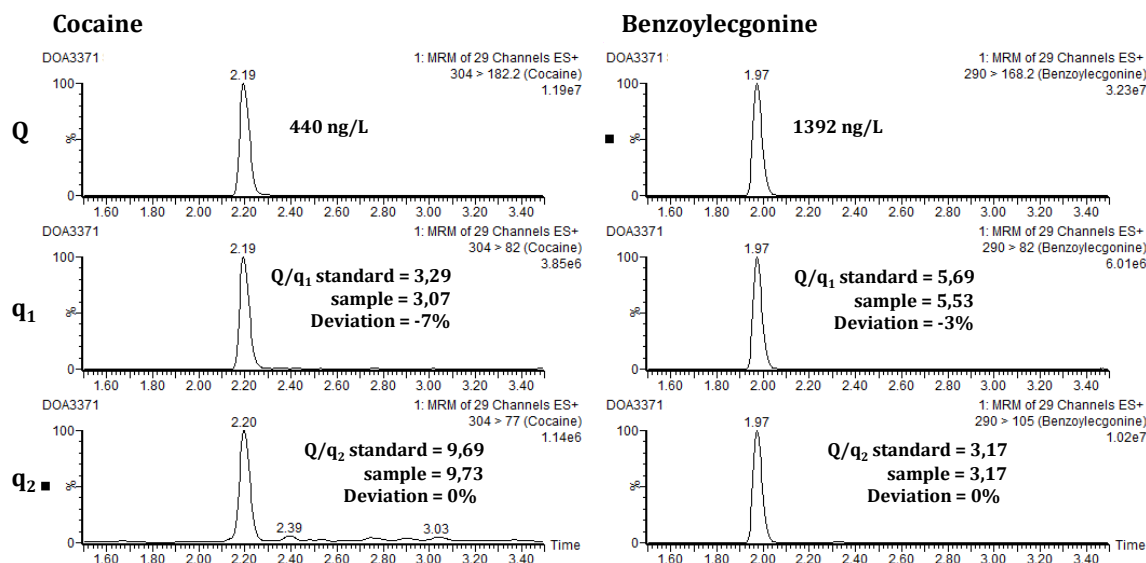 Cocaine
DOA3371
1: MRM of 29 Channels ES+
304 > 182.2 (Cocaine)
1.19e7
2.19
100
%
0
Q
440 ng/L
1.60 1.80 2.00 2.20 2.40 2.60 2.80 3.00 3.20 3.40
DOA3371
1: MRM of 29 Channels ES+
304 > 82 (Cocaine)
3.85e6
2.19
100
%
0
q1
Q/q1 standard = 3,29
sample = 3,07
Deviation = -7%
1.60 1.80 2.00 2.20 2.40 2.60 2.80 3.00 3.20 3.40
DOA3371
1: MRM of 29 Channels ES+
304 > 77 (Cocaine)
1.14e6
2.20
100
%
0
q2
Q/q2 standard = 9,69
sample = 9,73
Deviation = 0%
2.39
3.03
Time
1.60 1.80 2.00 2.20 2.40 2.60 2.80 3.00 3.20 3.40
Benzoylecgonine
DOA3371
1: MRM of 29 Channels ES+
290 > 168.2 (Benzoylecgonine)
3.23e7
1.97
100
%
0
1392 ng/L
1.60 1.80 2.00 2.20 2.40 2.60 2.80 3.00 3.20 3.40
DOA3371
1: MRM of 29 Channels ES+
290 > 82 (Benzoylecgonine)
6.01e6
1.97
100
%
0
Q/q1 standard = 5,69
sample = 5,53
Deviation = -3%
1.60 1.80 2.00 2.20 2.40 2.60 2.80 3.00 3.20 3.40
DOA3371
1: MRM of 29 Channels ES+
290 > 105 (Benzoylecgonine)
1.02e7
1.97
100
%
0
Q/q2 standard = 3,17
sample = 3,17
Deviation = 0%
Time
1.60 1.80 2.00 2.20 2.40 2.60 2.80 3.00 3.20 3.40